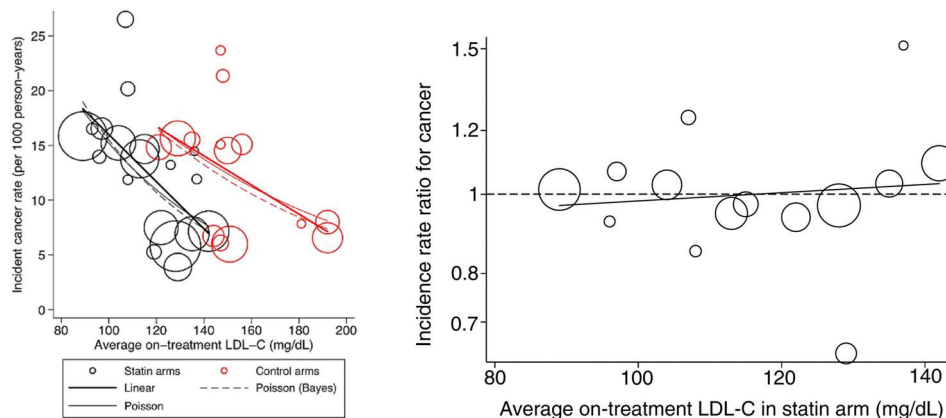 Incident cancer rate (per 1000 person−years)
25
20
15
10
5
0
80 100 120 140 160 180 200
Average on−treatment LDL−C (mg/dL)
Statin arms Control arms
Linear Poisson (Bayes)
Poisson
Incidence rate ratio for cancer
1.5
1.2
1
0.8
0.7
80 100 120 140
Average on-treatment LDL-C in statin arm (mg/dL)